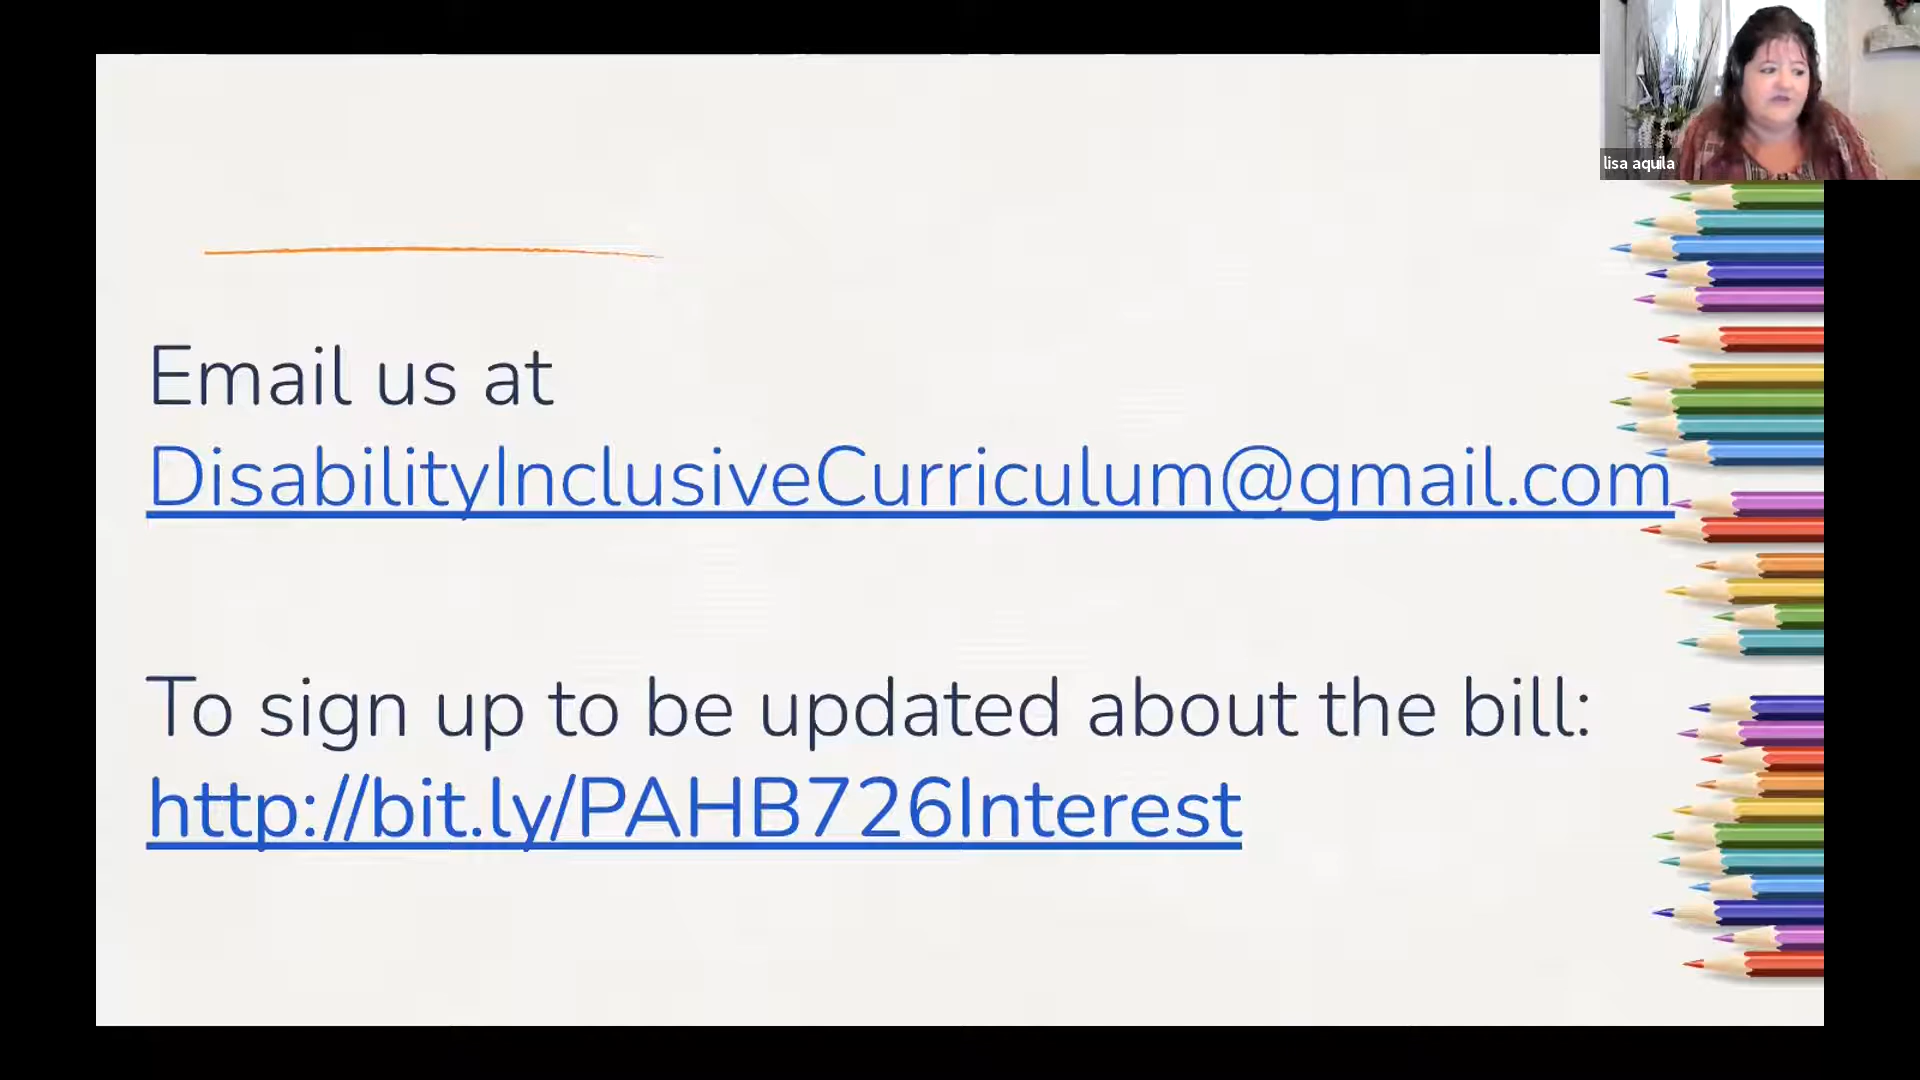 lisa aquila
Email us at
DisabilityInclusiveCurriculum@gmail.com
To sign up to be updated about the bill:
http://bit.ly/PAHB726Interest